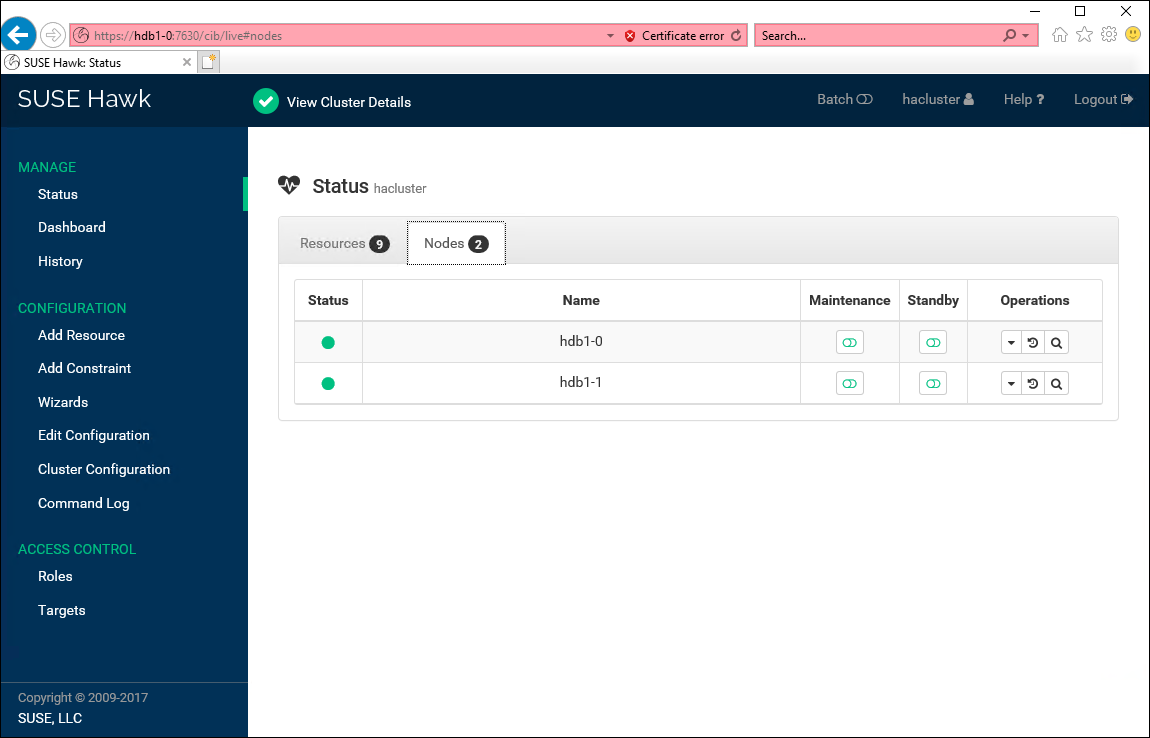 https://hdb1-0:7630/cib/live#nodes
Certificate error
Search...
SUSE Hawk: Status
SUSE Hawk
View Cluster Details
Batch
hacluster
Help ?
Logout
MANAGE
Status
Dashboard
History
CONFIGURATION
Add Resource
Add Constraint
Wizards
Edit Configuration
Cluster Configuration
Command Log
ACCESS CONTROL
Roles
Targets
Copyright © 2009-2017
SUSE, LLC
Status hacluster
Resources 9 Nodes 2
Status Name Maintenance Standby Operations
hdb1-0
hdb1-1